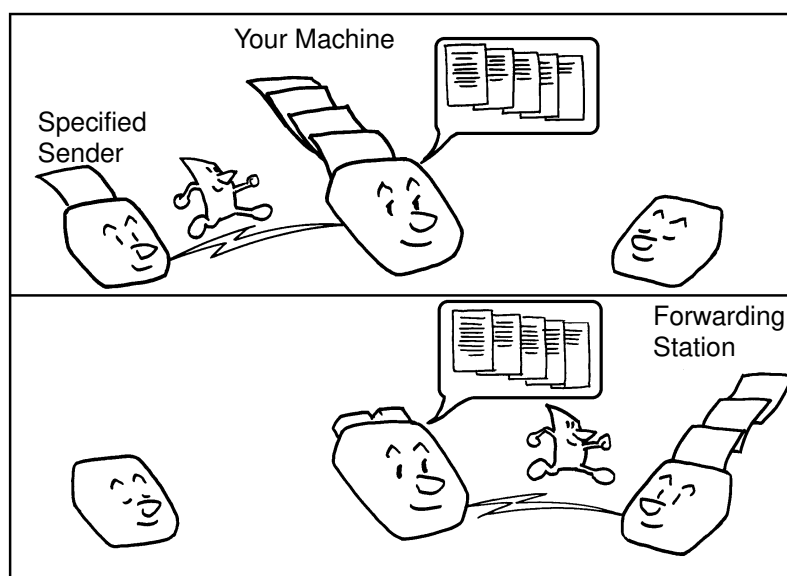 Your Machine
Specified
Sender
Forwarding
Station